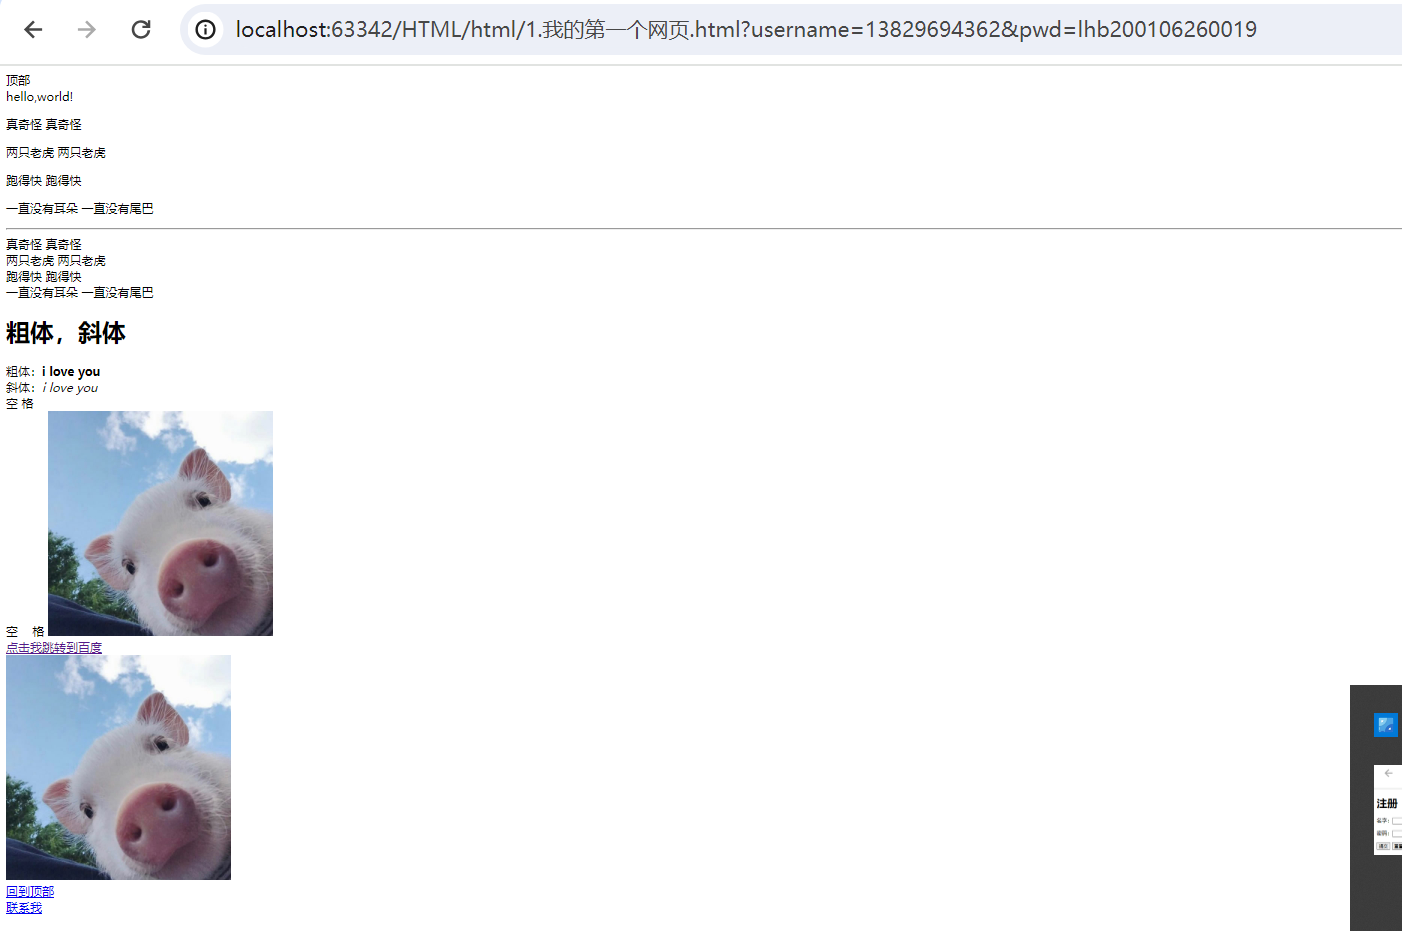 localhost:63342/HTML/html/1.我的第一个网页.html?username=13829694362&pwd=lhb200106260019
顶部
hello,world!
真奇怪 真奇怪
两只老虎 两只老虎
跑得快 跑得快
一直没有耳朵 一直没有尾巴
真奇怪 真奇怪
两只老虎 两只老虎
跑得快 跑得快
一直没有耳朵 一直没有尾巴
粗体，斜体
粗体：i love you
斜体：i love you
空 格
空 格
点击我跳转到百度
回到顶部
联系我
注册
名字：
密码：
提交